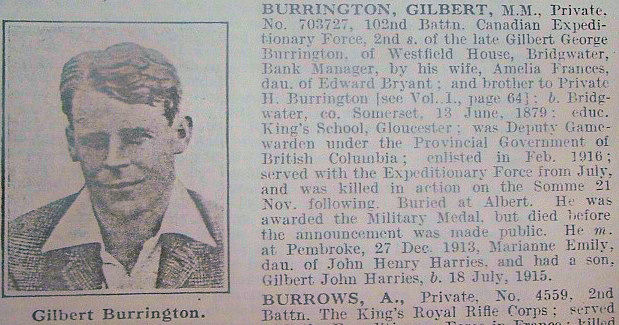 BURRINGTON, GILBERT, M.M., Private,
No. 703727, 102nd Battn. Canadian Expedi-
tionary Force, 2nd s. of the late Gilbert George
Burrington, of Westfield House, Bridgwater,
Bank Manager, by his wife, Amelia Frances,
dau. of Edward Bryant; and brother to Private
H. Burrington [see Vol. I., page 64]; b. Bridg-
water, co. Somerset, 13 June, 1879; educ.
King's School, Gloucester; was Deputy Game-
warden under the Provincial Government of
British Columbia; enlisted in Feb. 1916;
served with the Expeditionary Force from July,
and was killed in action on the Somme 21
Nov. following. Buried at Albert. He was
awarded the Military Medal, but died before
the announcement was made public. He m.
at Pembroke, 27 Dec. 1913, Marianne Emily,
dau. of John Henry Harries, and had a son,
Gilbert John Harries, b. 18 July, 1915.
BURROWS, A., Private, No. 4559, 2nd
Battn. The King's Royal Rifle Corps; served
Gilbert Burrington.